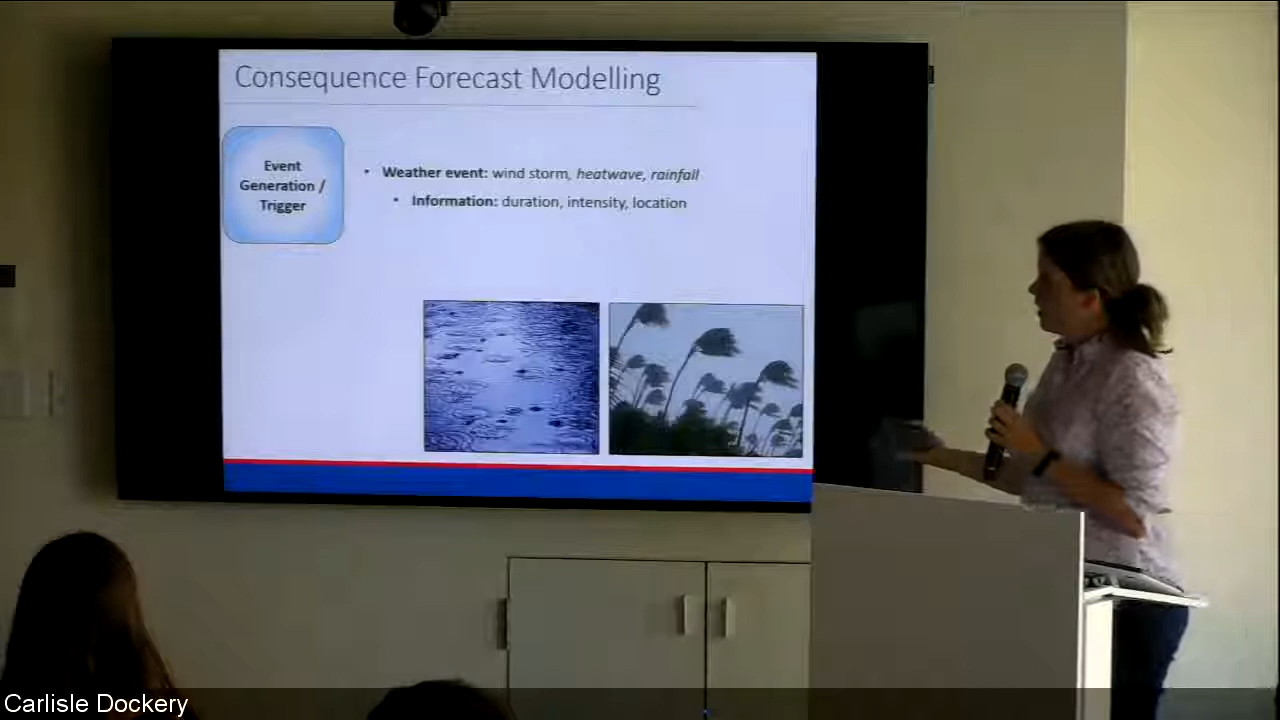 Consequence Forecast Modelling
Event
Generation /
Trigger
• Weather event: wind storm, heatwave, rainfall
• Information: duration, intensity, location
Carlisle Dockery